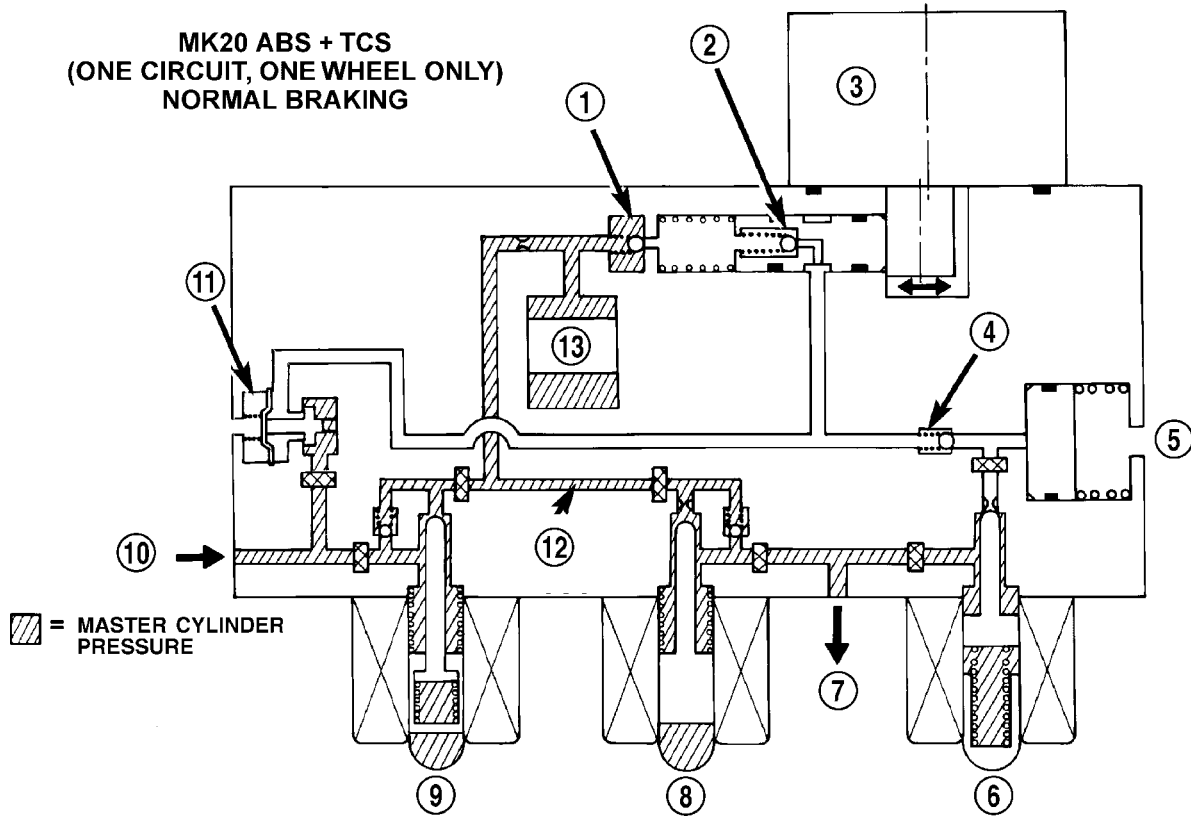 MK20 ABS + TCS
(ONE CIRCUIT, ONE WHEEL ONLY)
NORMAL BRAKING
1
2
3
11
13
4
5
10
12
= MASTER CYLINDER
PRESSURE
7
9
8
6